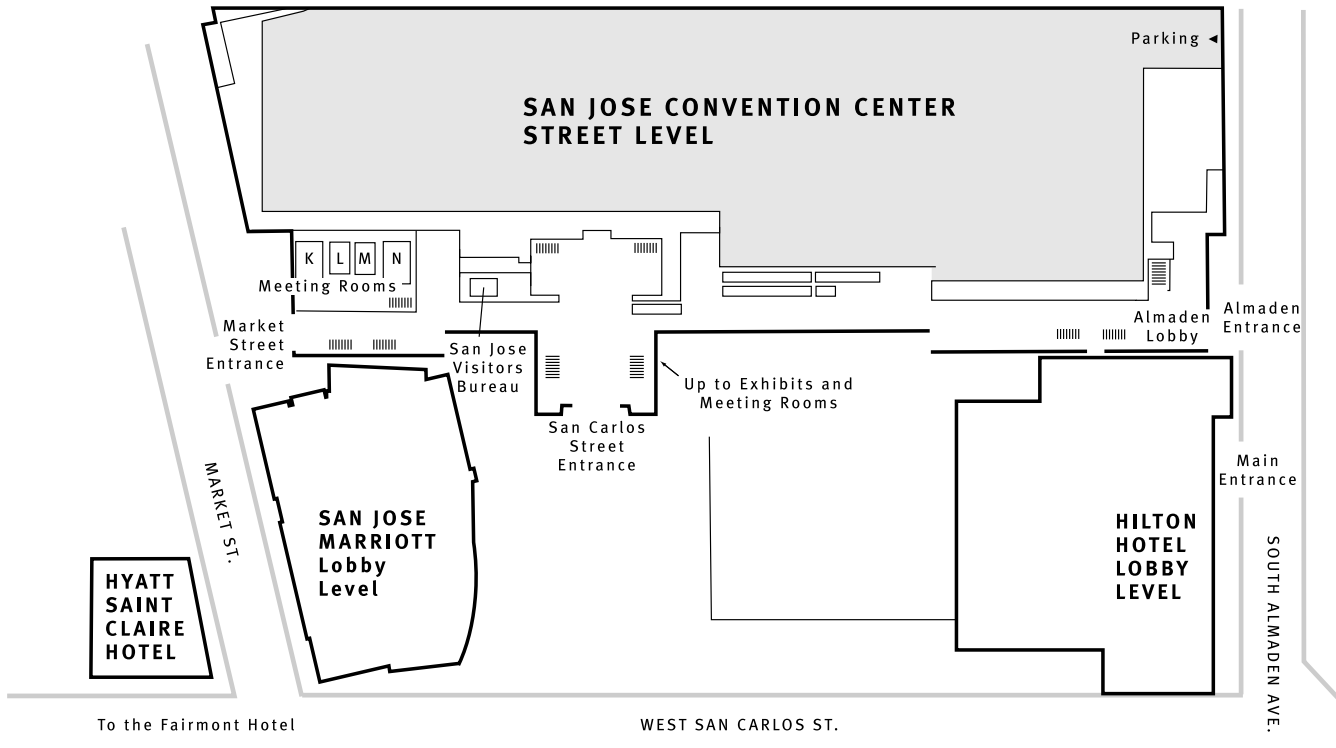 Parking
SAN JOSE CONVENTION CENTER
STREET LEVEL
K L M N
Meeting Rooms
Market
Street
Entrance
San Jose
Visitors
Bureau
San Carlos
Street
Entrance
Up to Exhibits and
Meeting Rooms
Almaden
Lobby
Almaden
Entrance
Main
Entrance
MARKET ST.
SAN JOSE
MARRIOTT
Lobby
Level
HILTON
HOTEL
LOBBY
LEVEL
HYATT
SAINT
CLAIRE
HOTEL
SOUTH ALMADEN AVE.
To the Fairmont Hotel
WEST SAN CARLOS ST.